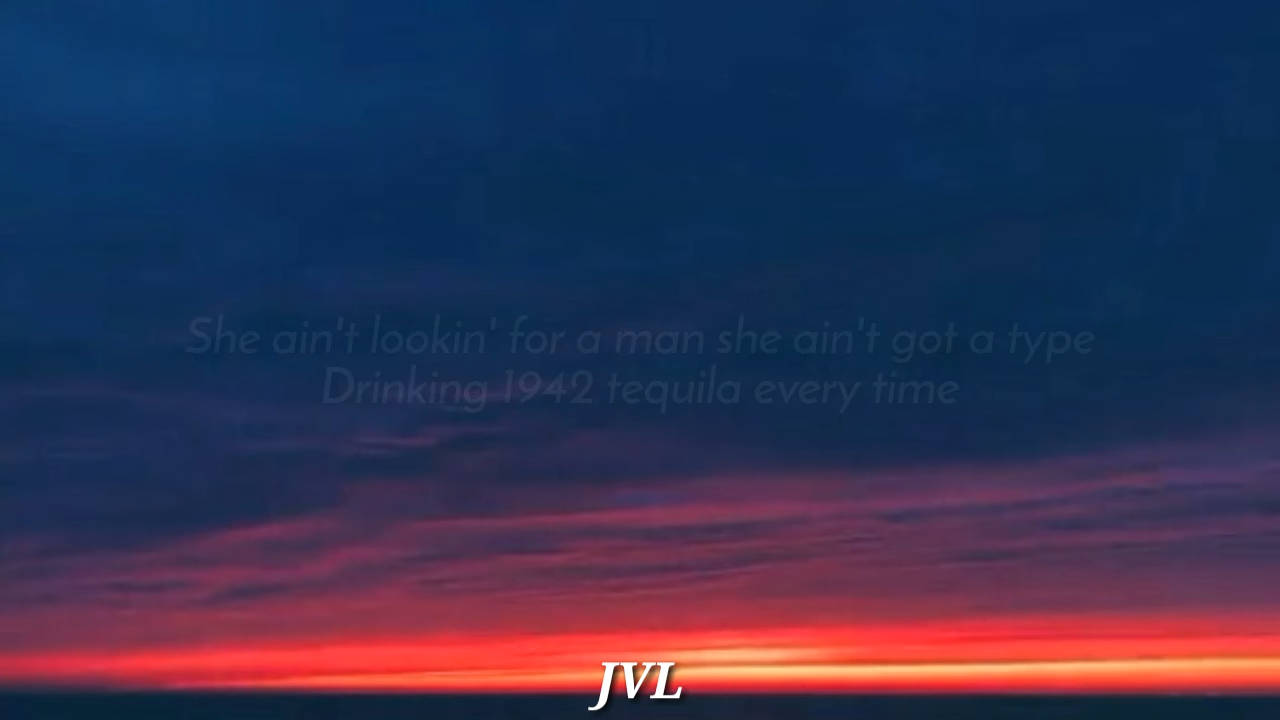 She ain't lookin' for a man she ain't got a type
Drinking 1942 tequila every time
JVL